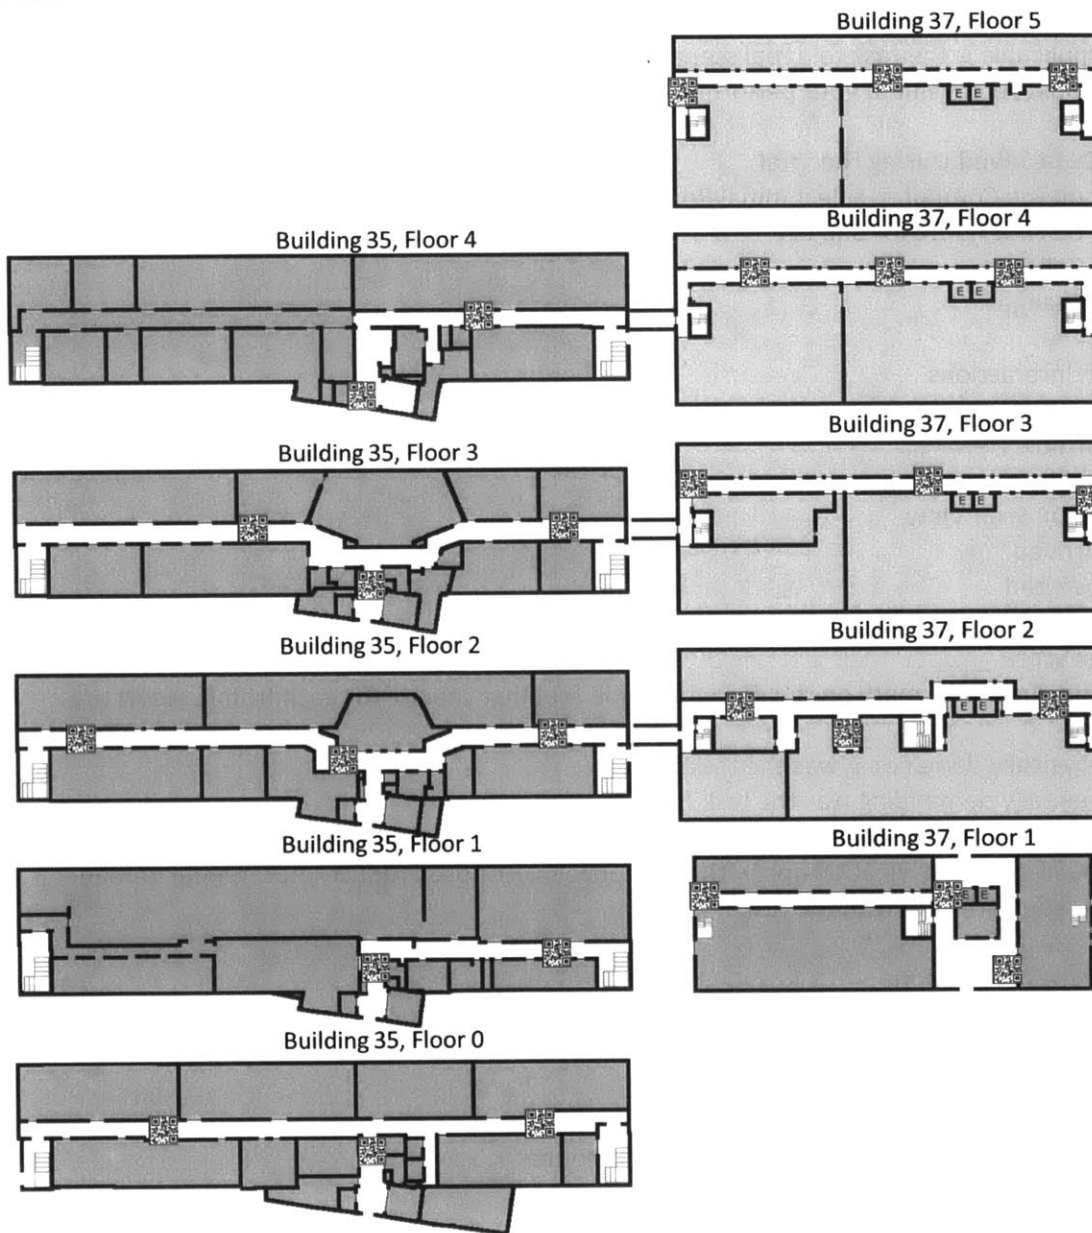 Building 37, Floor 5
E E
Building 35, Floor 4
Building 37, Floor 4
E E
Building 35, Floor 3
Building 37, Floor 3
E E
Building 35, Floor 2
Building 37, Floor 2
E E
Building 35, Floor 1
Building 37, Floor 1
E E
Building 35, Floor 0